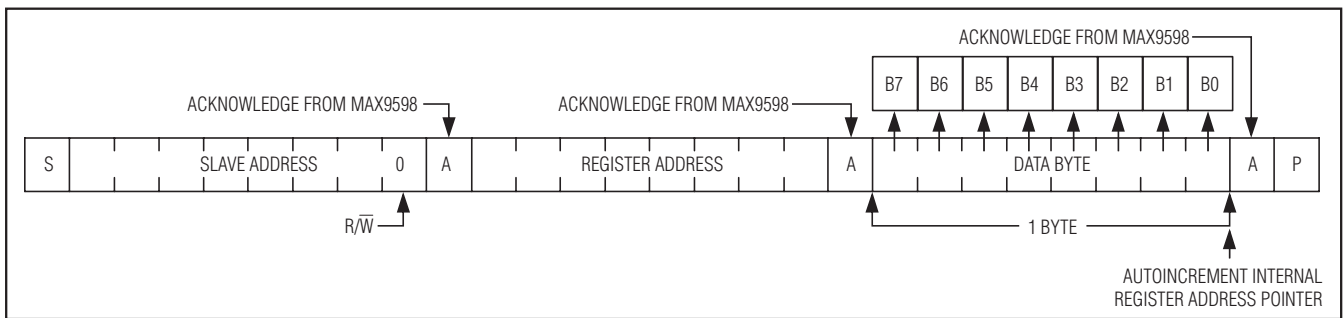 ACKNOWLEDGE FROM MAX9598
B7 B6 B5 B4 B3 B2 B1 B0
ACKNOWLEDGE FROM MAX9598 ACKNOWLEDGE FROM MAX9598
S SLAVE ADDRESS 0 A REGISTER ADDRESS A DATA BYTE A P
R/W̅
1 BYTE
AUTOINCREMENT INTERNAL
REGISTER ADDRESS POINTER